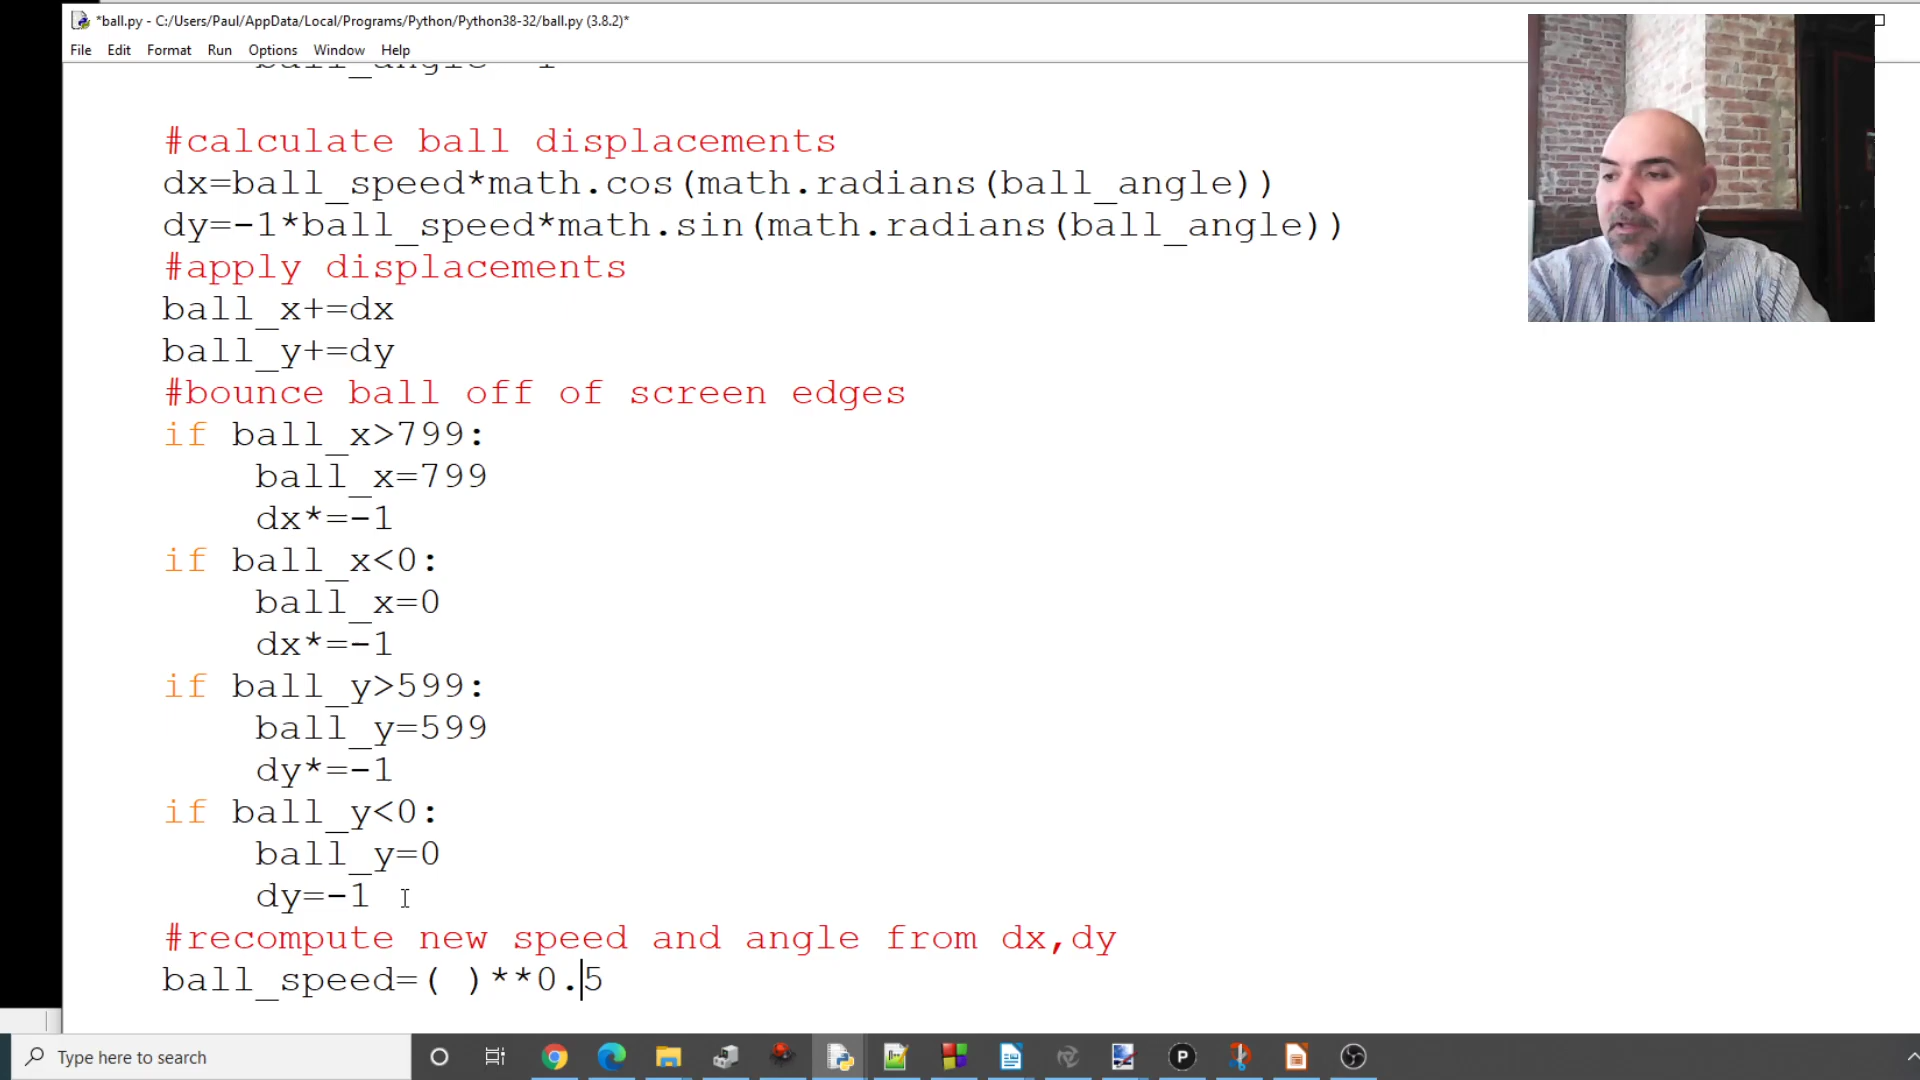 *ball.py - C:/Users/Paul/AppData/Local/Programs/Python/Python38-32/ball.py (3.8.2)*
File Edit Format Run Options Window Help
#calculate ball displacements
dx=ball_speed*math.cos(math.radians(ball_angle))
dy=-1*ball_speed*math.sin(math.radians(ball_angle))
#apply displacements
ball_x+=dx
ball_y+=dy
#bounce ball off of screen edges
if ball_x>799:
    ball_x=799
    dx*=-1
if ball_x<0:
    ball_x=0
    dx*=-1
if ball_y>599:
    ball_y=599
    dy*=-1
if ball_y<0:
    ball_y=0
    dy=-1
#recompute new speed and angle from dx,dy
ball_speed=( )**0.5
Type here to search